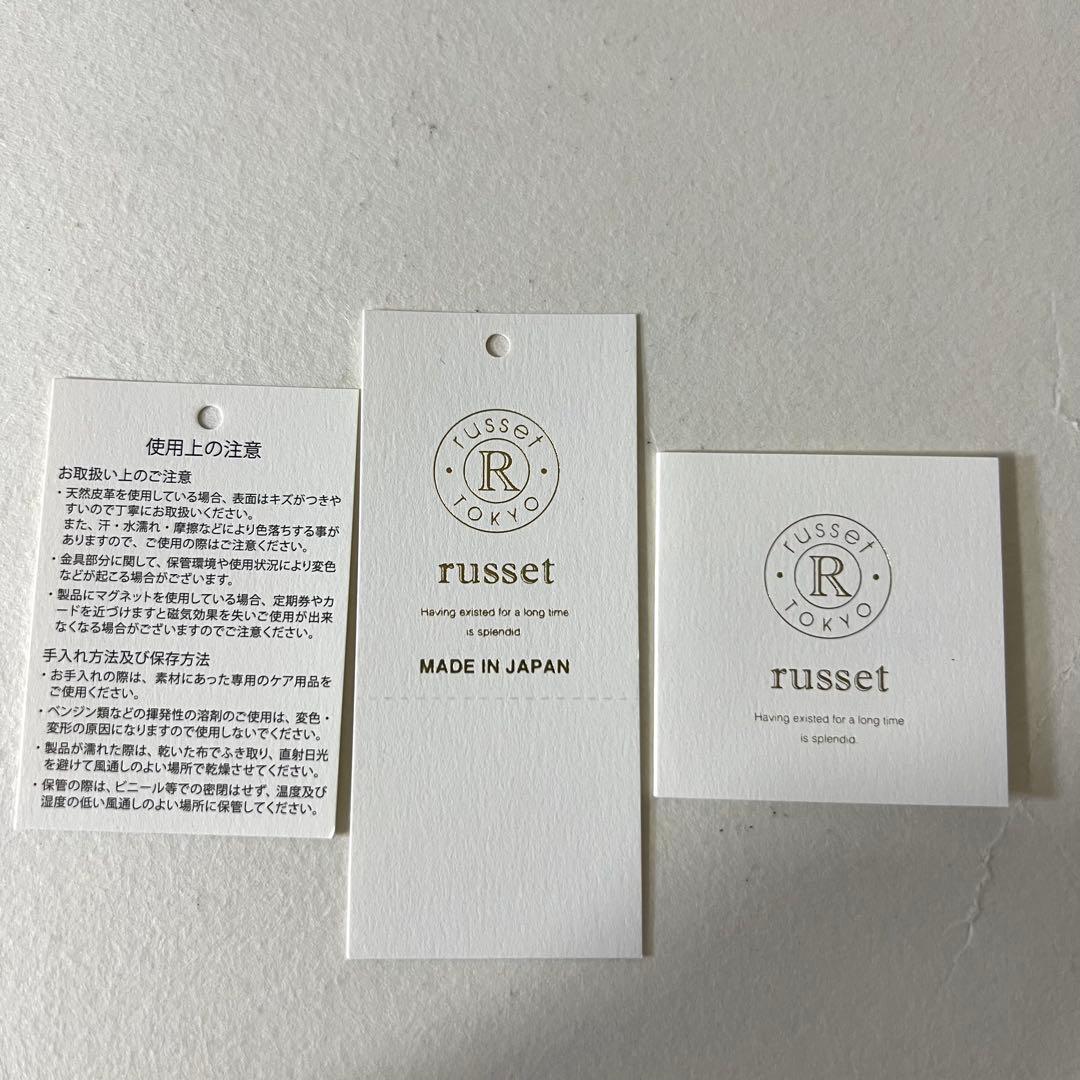 使用上の注意
お取扱い上のご注意
・天然皮革を使用している場合、表面はキズがつきや
すいので丁寧にお取扱いください。
また、汗・水濡れ・摩擦などにより色落ちする事が
ありますので、ご使用の際はご注意ください。
・金具部分に関して、保管環境や使用状況により変色
などが起こる場合がございます。
・製品にマグネットを使用している場合、定期券やカ
ードを近づけますと磁気効果を失いご使用が出来
なくなる場合がございますのでご注意ください。
手入れ方法及び保存方法
・お手入れの際は、素材にあった専用のケア用品を
ご使用ください。
・ベンジン類などの揮発性の溶剤のご使用は、変色・
変形の原因になりますので使用しないでください。
・製品が濡れた際は、乾いた布でふき取り、直射日光
を避けて風通しのよい場所で乾燥させてください。
・保管の際は、ビニール等での密閉はせず、温度及び
湿度の低い風通しのよい場所に保管してください。
russet
R
TOKYO
russet
Having existed for a long time
is splendid
MADE IN JAPAN
russet
R
TOKYO
russet
Having existed for a long time
is splendid.